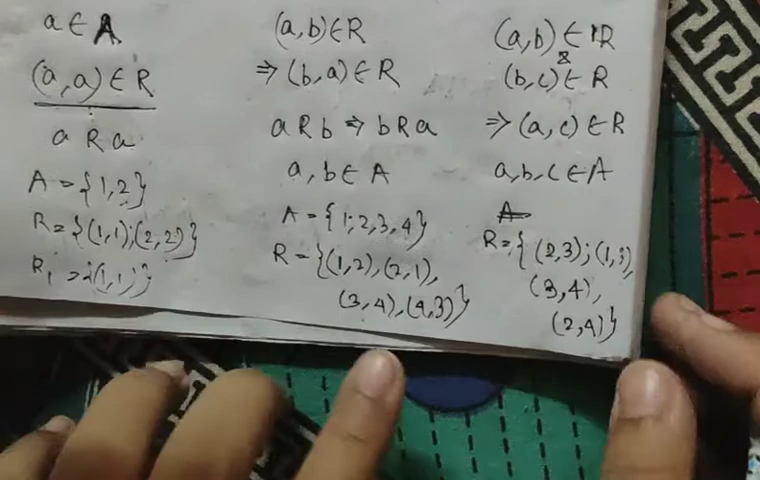 a ∈ A
(a, a) ∈ R
a R a
A = {1, 2}
R = {(1,1); (2,2)}
R₁ = {(1,1)}
(a, b) ∈ R
⇒ (b, a) ∈ R
a R b ⇒ b R a
a, b ∈ A
A = {1, 2, 3, 4}
R = {(1,2), (2,1),
(3,4), (4,3)}
(a, b) ∈ R
&
(b, c) ∈ R
⇒ (a, c) ∈ R
a, b, c ∈ A
A
R = { (2,3); (1,3),
(3,4),
(2,4)}